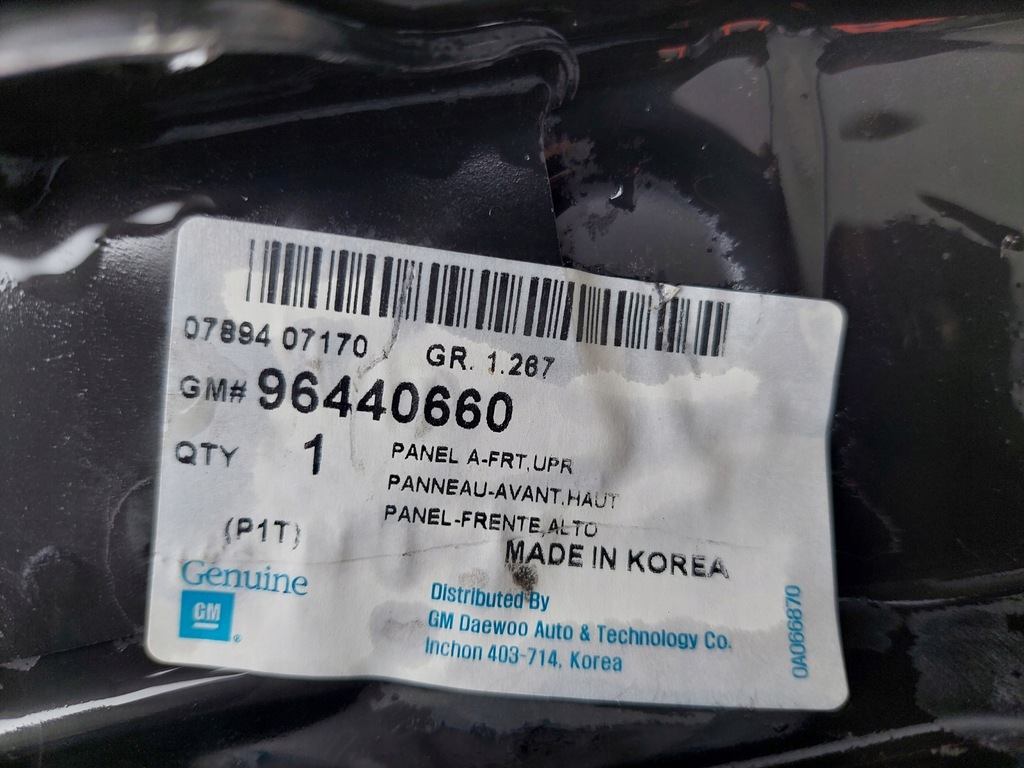 07894 07170
GR. 1.267
GM# 96440660
QTY 1
PANEL A-FRT,UPR
PANNEAU-AVANT,HAUT
PANEL-FRENTE,ALTO
(P1T)
MADE IN KOREA
Genuine
GM
®
Distributed By
GM Daewoo Auto & Technology Co.
Inchon 403-714, Korea
0A066870